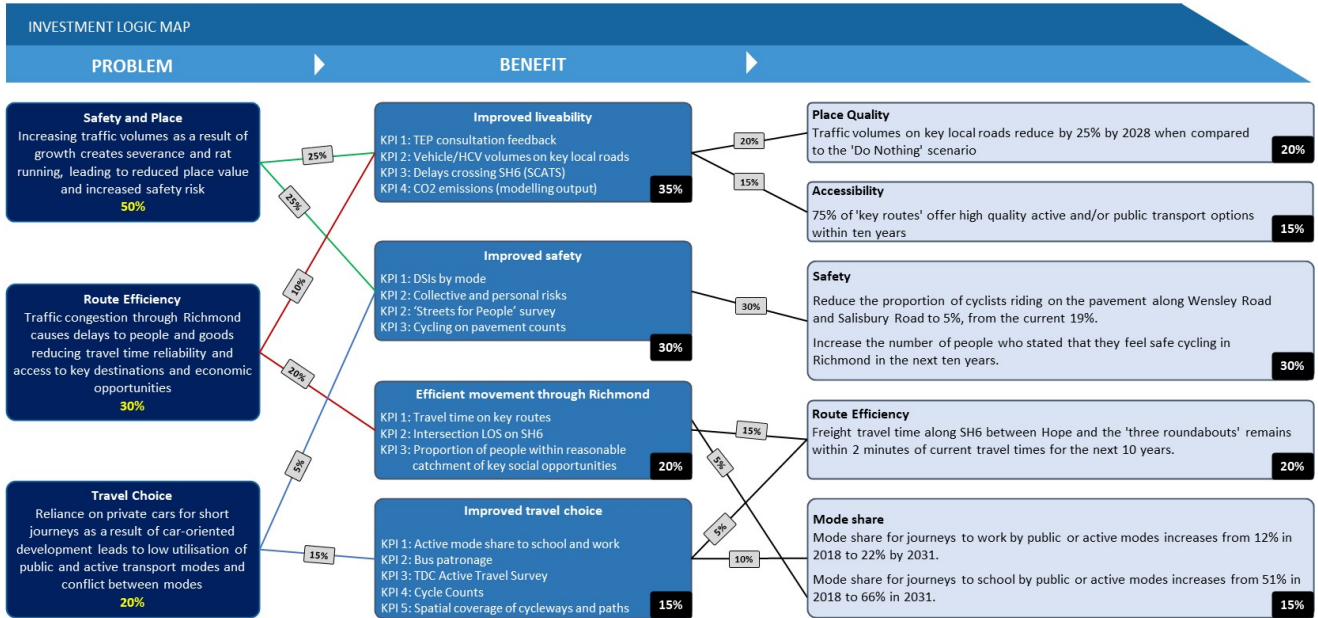 INVESTMENT LOGIC MAP
PROBLEM
BENEFIT
Safety and Place
Increasing traffic volumes as a result of
growth creates severance and rat
running, leading to reduced place value
and increased safety risk
50%
Route Efficiency
Traffic congestion through Richmond
causes delays to people and goods
reducing travel time reliability and
access to key destinations and economic
opportunities
30%
Travel Choice
Reliance on private cars for short
journeys as a result of car-oriented
development leads to low utilisation of
public and active transport modes and
conflict between modes
20%
25%
25%
10%
20%
5%
15%
Improved liveability
KPI 1: TEP consultation feedback
KPI 2: Vehicle/HCV volumes on key local roads
KPI 3: Delays crossing SH6 (SCATS)
KPI 4: CO2 emissions (modelling output)
35%
Improved safety
KPI 1: DSIs by mode
KPI 2: Collective and personal risks
KPI 2: ‘Streets for People’ survey
KPI 3: Cycling on pavement counts
30%
Efficient movement through Richmond
KPI 1: Travel time on key routes
KPI 2: Intersection LOS on SH6
KPI 3: Proportion of people within reasonable
catchment of key social opportunities
20%
Improved travel choice
KPI 1: Active mode share to school and work
KPI 2: Bus patronage
KPI 3: TDC Active Travel Survey
KPI 4: Cycle Counts
KPI 5: Spatial coverage of cycleways and paths
15%
20%
15%
30%
15%
5%
5%
10%
Place Quality
Traffic volumes on key local roads reduce by 25% by 2028 when compared
to the 'Do Nothing' scenario
20%
Accessibility
75% of 'key routes' offer high quality active and/or public transport options
within ten years
15%
Safety
Reduce the proportion of cyclists riding on the pavement along Wensley Road
and Salisbury Road to 5%, from the current 19%.
Increase the number of people who stated that they feel safe cycling in
Richmond in the next ten years.
30%
Route Efficiency
Freight travel time along SH6 between Hope and the 'three roundabouts' remains
within 2 minutes of current travel times for the next 10 years.
20%
Mode share
Mode share for journeys to work by public or active modes increases from 12% in
2018 to 22% by 2031.
Mode share for journeys to school by public or active modes increases from 51% in
2018 to 66% in 2031.
15%